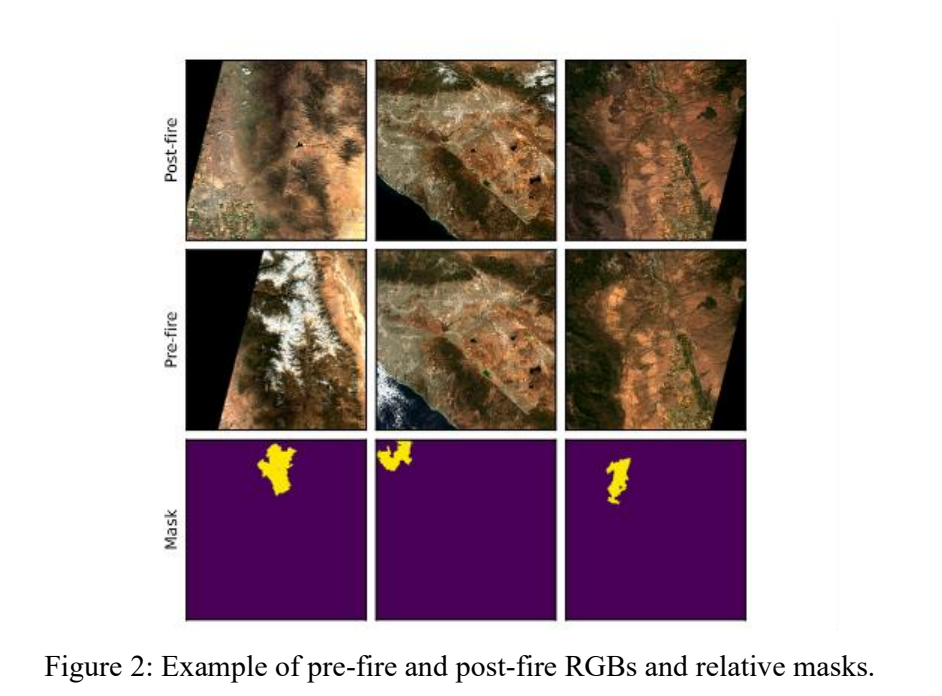 Post-fire
Pre-fire
Mask
Figure 2: Example of pre-fire and post-fire RGBs and relative masks.